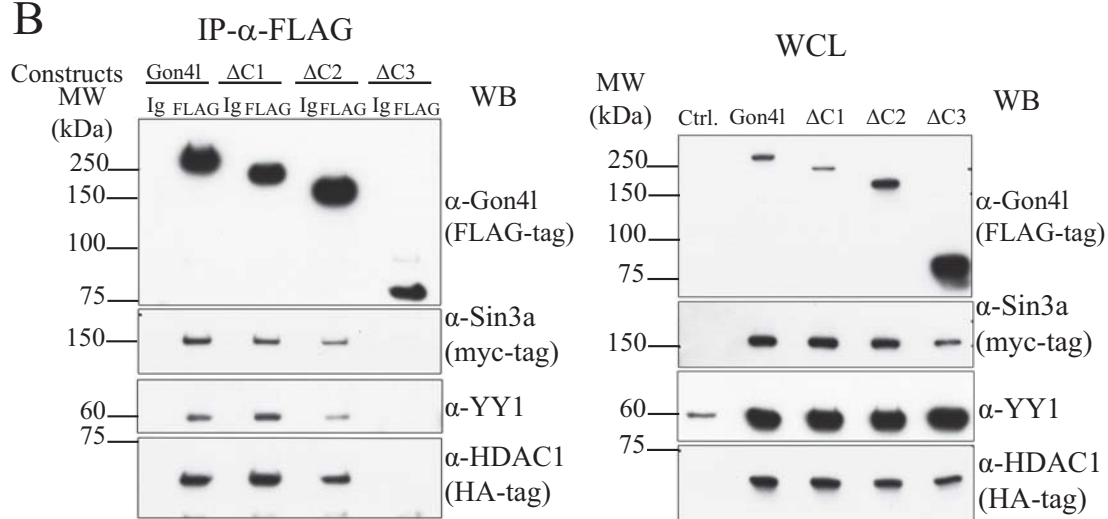 B
IP-α-FLAG
Constructs Gon4l ΔC1 ΔC2 ΔC3
MW (kDa)
Ig FLAG Ig FLAG Ig FLAG Ig FLAG
WB
250
150
100
75
α-Gon4l
(FLAG-tag)
150
α-Sin3a
(myc-tag)
60
α-YY1
75
α-HDAC1
(HA-tag)
WCL
MW
(kDa)
Ctrl. Gon4l ΔC1 ΔC2 ΔC3
WB
250
150
100
75
α-Gon4l
(FLAG-tag)
150
α-Sin3a
(myc-tag)
60
α-YY1
75
α-HDAC1
(HA-tag)